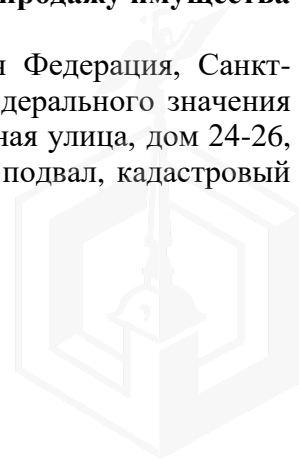 продажу имущества
я Федерация, Санкт-
дерального значения
ная улица, дом 24-26,
подвал, кадастровый